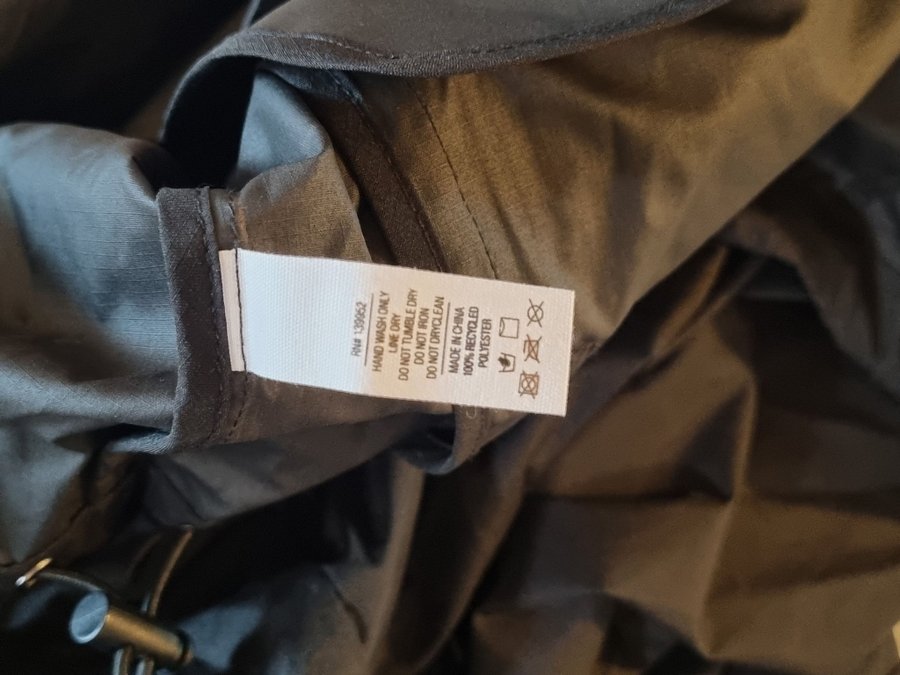 RN# 139852
HAND WASH ONLY
LINE DRY
DO NOT TUMBLE DRY
DO NOT IRON
DO NOT DRYCLEAN
MADE IN CHINA
100% RECYCLED
POLYESTER